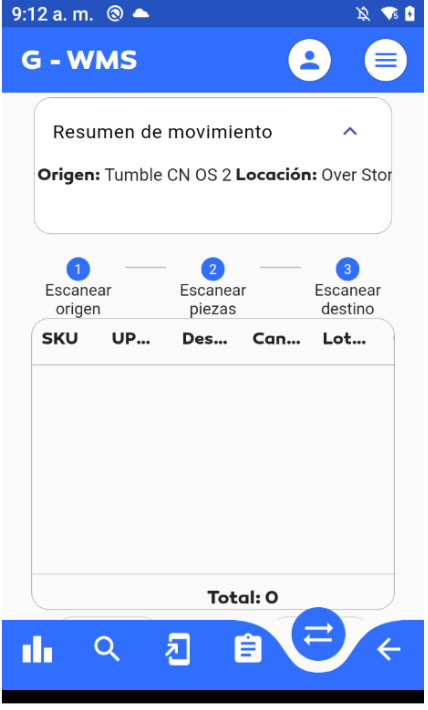 9:12 a. m.
G - WMS
Resumen de movimiento
Origen: Tumble CN OS 2 Locación: Over Stor
1 2 3
Escanear origen Escanear piezas Escanear destino
SKU UP... Des... Can... Lot...
Total: 0